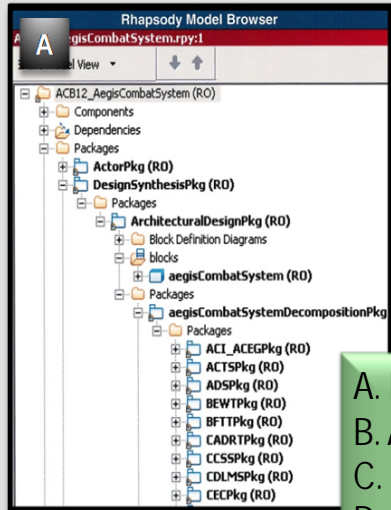 Rhapsody Model Browser
A
gisCombatSystem.rpy:1
el View
ACB12_AegisCombatSystem (RO)
Components
Dependencies
Packages
ActorPkg (RO)
DesignSynthesisPkg (RO)
Packages
ArchitecturalDesignPkg (RO)
Block Definition Diagrams
blocks
aegisCombatSystem (RO)
Packages
aegisCombatSystemDecompositionPkg
Packages
ACI_ACEGPkg (RO)
ACTSPkg (RO)
ADSPkg (RO)
BEWTPkg (RO)
BFTTPkg (RO)
CADRTPkg (RO)
CCSSPkg (RO)
CDLMSPkg (RO)
CECPkg (RO)
A.
B. A
C.